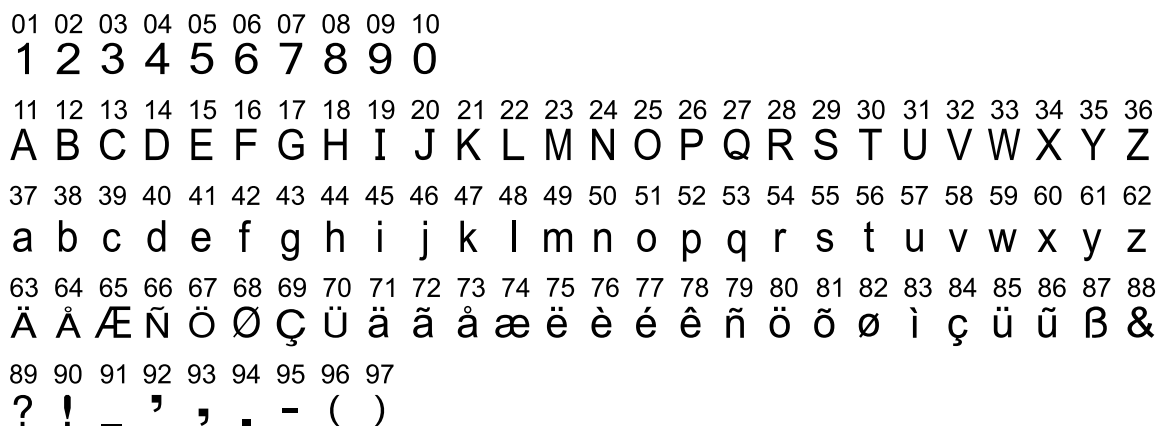 01 02 03 04 05 06 07 08 09 10
1 2 3 4 5 6 7 8 9 0
11 12 13 14 15 16 17 18 19 20 21 22 23 24 25 26 27 28 29 30 31 32 33 34 35 36
A B C D E F G H I J K L M N O P Q R S T U V W X Y Z
37 38 39 40 41 42 43 44 45 46 47 48 49 50 51 52 53 54 55 56 57 58 59 60 61 62
a b c d e f g h i j k l m n o p q r s t u v w x y z
63 64 65 66 67 68 69 70 71 72 73 74 75 76 77 78 79 80 81 82 83 84 85 86 87 88
Ä Å Æ Ñ Ö Ø Ç Ü ä ã å æ ë è é ê ñ ö õ ø ì ç ü ũ ß &
89 90 91 92 93 94 95 96 97
? ! _ ’ , . - ( )